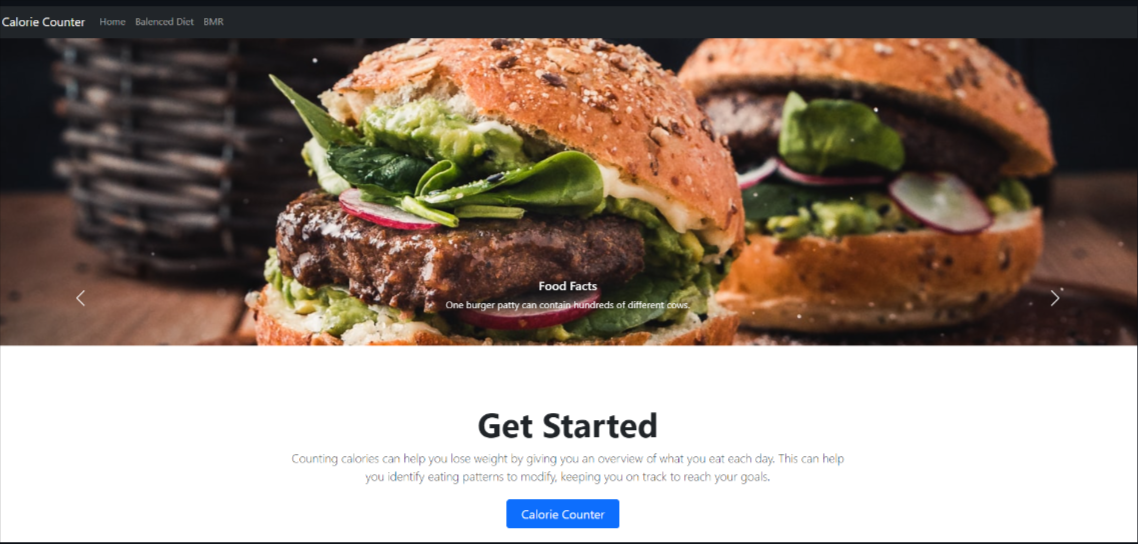 Calorie Counter Home Balenced Diet BMR
Food Facts
One burger patty can contain hundreds of different cows.
Get Started
Counting calories can help you lose weight by giving you an overview of what you eat each day. This can help
you identify eating patterns to modify, keeping you on track to reach your goals.
Calorie Counter